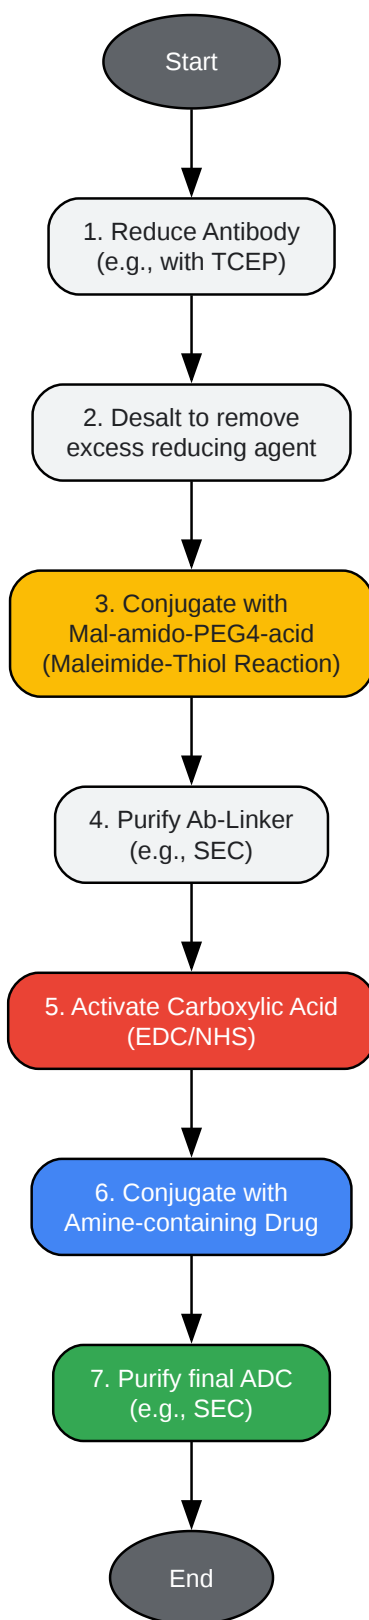 Start
1. Reduce Antibody
(e.g., with TCEP)
2. Desalt to remove
excess reducing agent
3. Conjugate with
Mal-amido-PEG4-acid
(Maleimide-Thiol Reaction)
4. Purify Ab-Linker
(e.g., SEC)
5. Activate Carboxylic Acid
(EDC/NHS)
6. Conjugate with
Amine-containing Drug
7. Purify final ADC
(e.g., SEC)
End